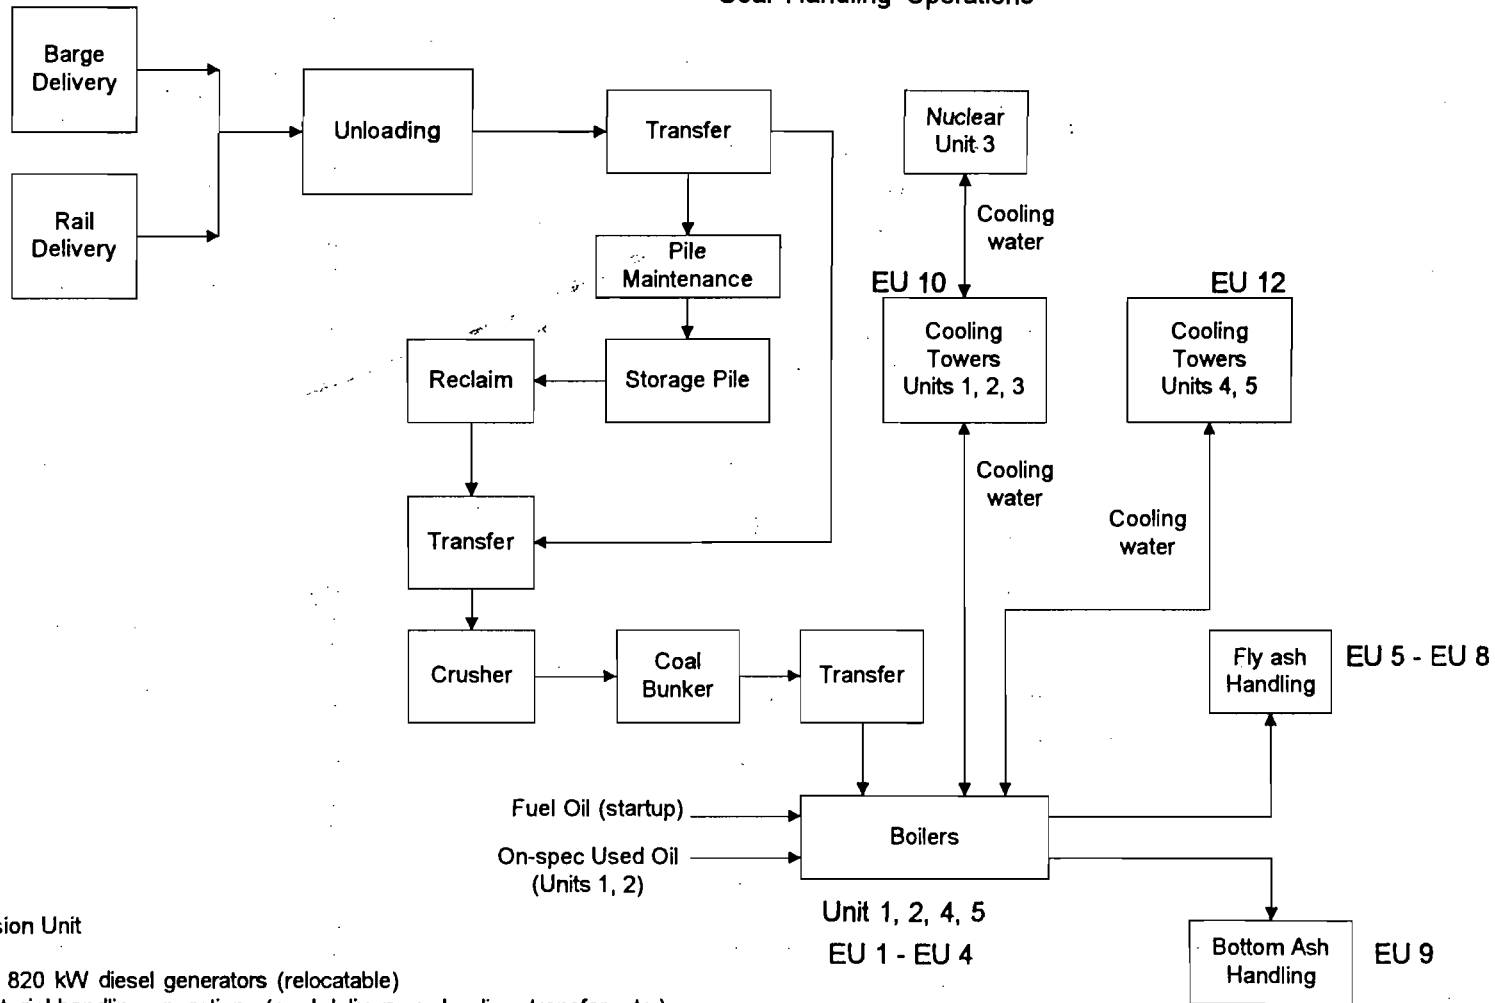 Coal Handling Operations
Barge
Delivery
Rail
Delivery
Unloading
Transfer
Nuclear
Unit 3
Cooling
water
Pile
Maintenance
EU 10
EU 12
Cooling
Towers
Units 1, 2, 3
Cooling
Towers
Units 4, 5
Reclaim
Storage Pile
Cooling
water
Cooling
water
Transfer
Crusher
Coal
Bunker
Transfer
Fly ash
Handling
EU 5 - EU 8
Fuel Oil (startup)
On-spec Used Oil
(Units 1, 2)
Boilers
Unit 1, 2, 4, 5
EU 1 - EU 4
Bottom Ash
Handling
EU 9
sion Unit
820 kW diesel generators (relocatable)